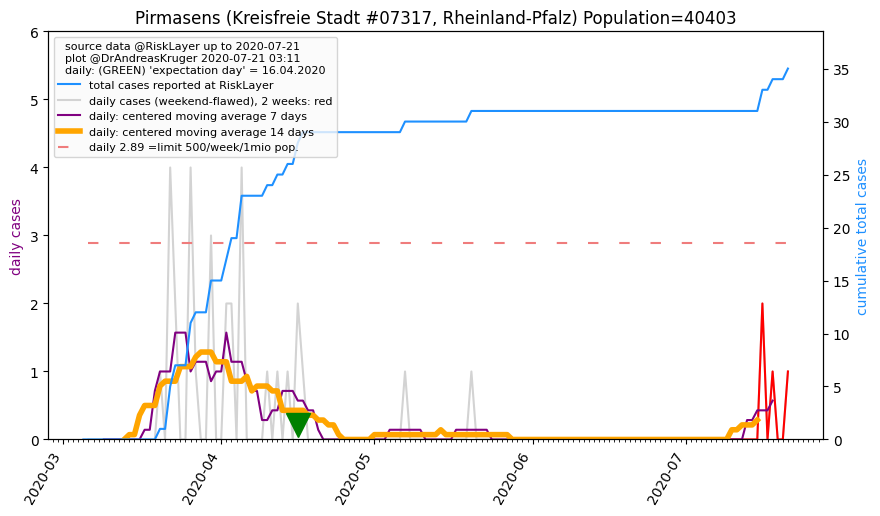 Pirmasens (Kreisfreie Stadt #07317, Rheinland-Pfalz) Population=40403
source data @RiskLayer up to 2020-07-21
plot @DrAndreasKruger 2020-07-21 03:11
daily: (GREEN) 'expectation day' = 16.04.2020
total cases reported at RiskLayer
daily cases (weekend-flawed), 2 weeks: red
daily: centered moving average 7 days
daily: centered moving average 14 days
daily 2.89 =limit 500/week/1mio pop.
daily cases
6
5
4
3
2
1
0
cumulative total cases
35
30
25
20
15
10
5
0
2020-03
2020-04
2020-05
2020-06
2020-07